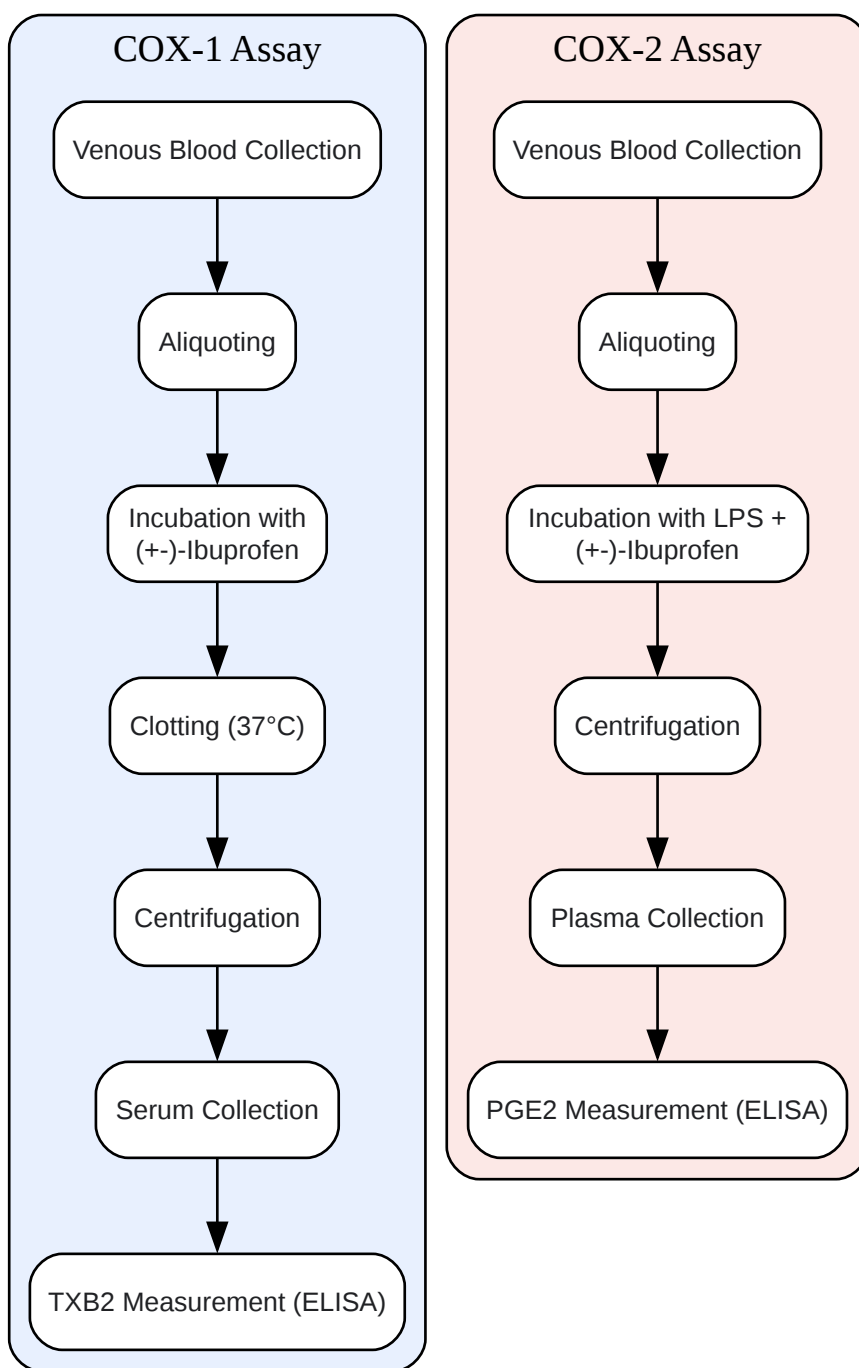 COX-1 Assay
Venous Blood Collection
Aliquoting
Incubation with
(+-)-Ibuprofen
Clotting (37°C)
Centrifugation
Serum Collection
TXB2 Measurement (ELISA)
COX-2 Assay
Venous Blood Collection
Aliquoting
Incubation with LPS +
(+-)-Ibuprofen
Centrifugation
Plasma Collection
PGE2 Measurement (ELISA)